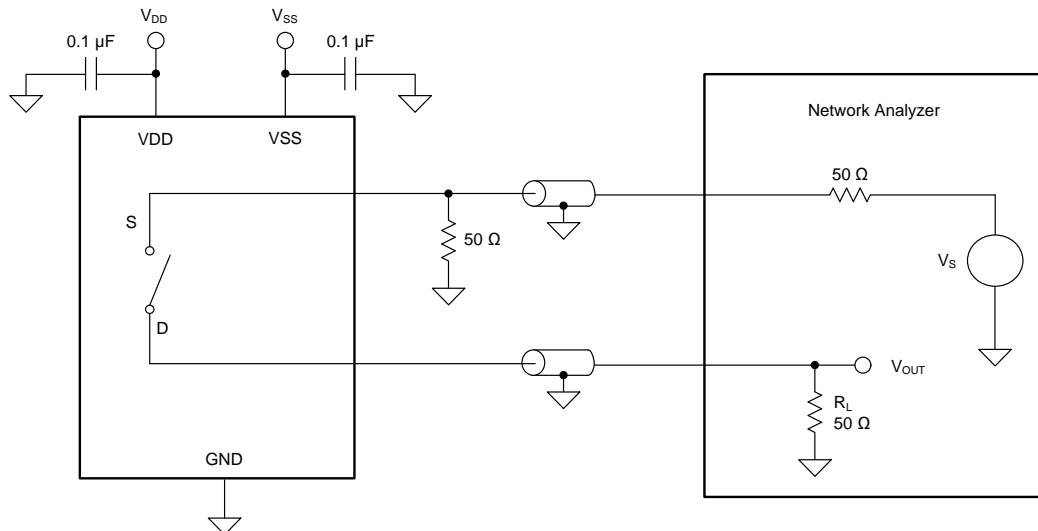 V_DD
V_SS
0.1 µF
0.1 µF
VDD
VSS
Network Analyzer
50 Ω
S
50 Ω
V_S
D
V_OUT
R_L
50 Ω
GND